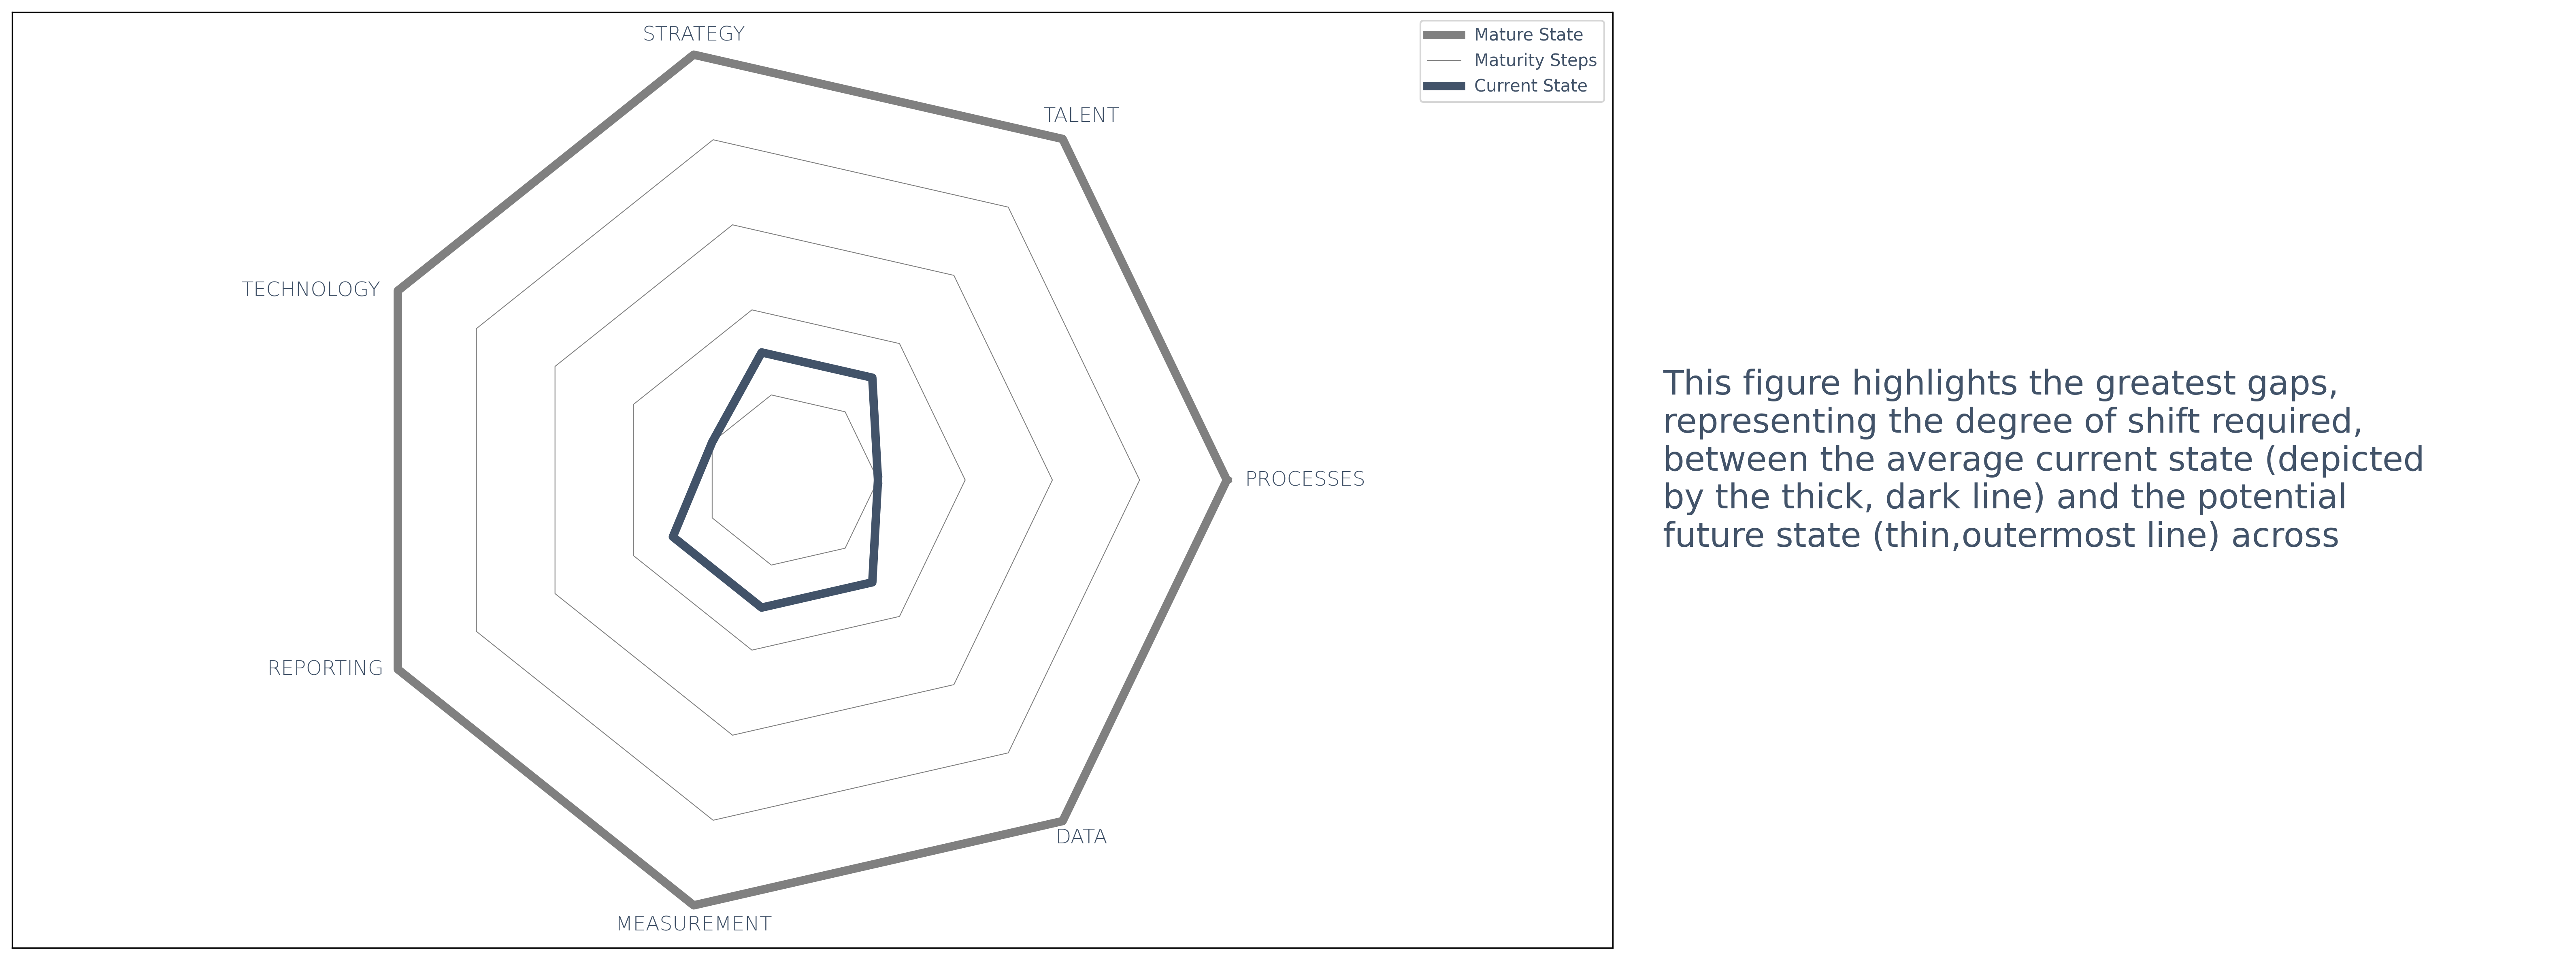 STRATEGY
Mature State
Maturity Steps
Current State
TALENT
TECHNOLOGY
PROCESSES
REPORTING
DATA
MEASUREMENT
This figure highlights the greatest gaps,
representing the degree of shift required,
between the average current state (depicted
by the thick, dark line) and the potential
future state (thin,outermost line) across